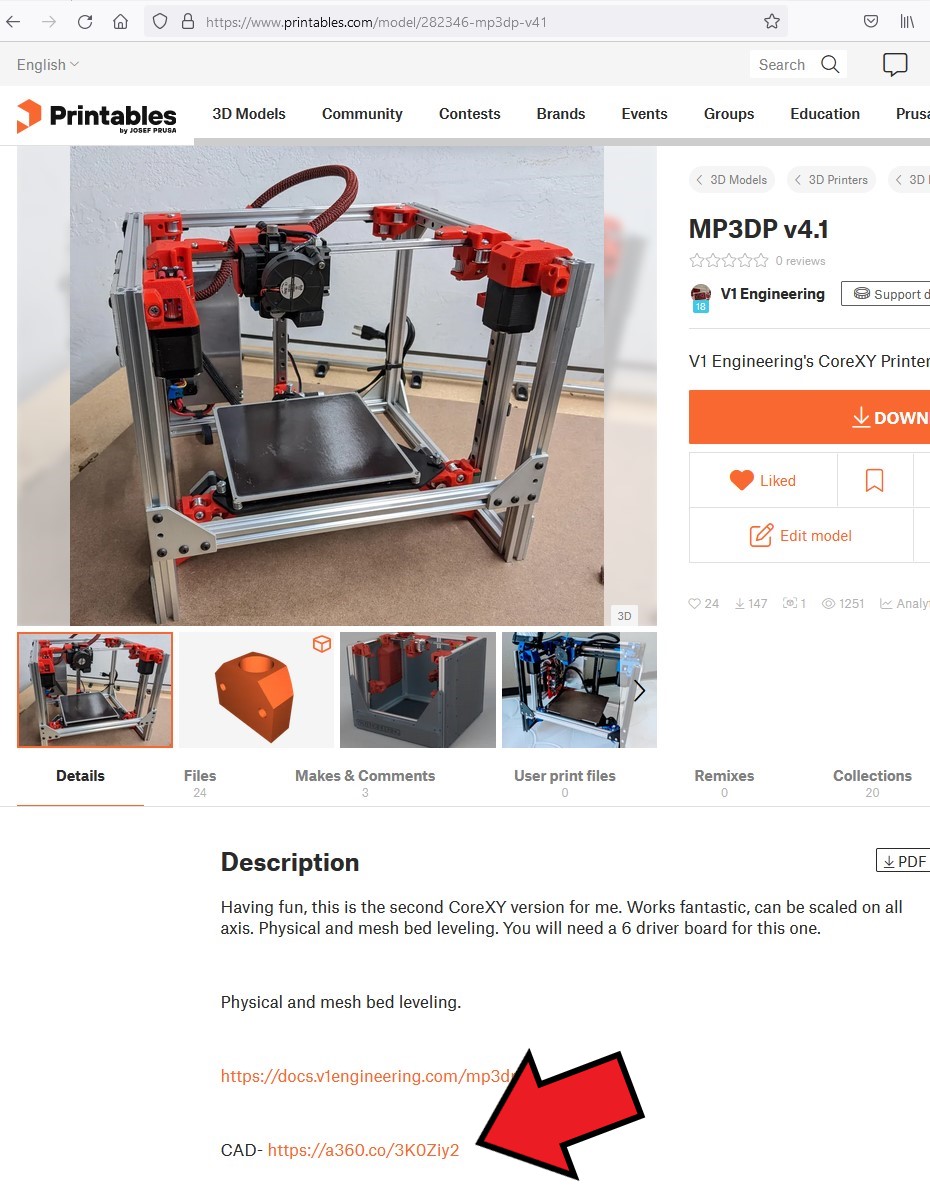 https://www.printables.com/model/282346-mp3dp-v41
English
Search
Printables
by JOSEF PRUSA
3D Models
Community
Contests
Brands
Events
Groups
Education
Prusa
3D Models
3D Printers
3D
MP3DP v4.1
0 reviews
18
V1 Engineering
Support d
V1 Engineering's CoreXY Printer
DOWN
Liked
Edit model
24
147
1
1251
Analy
3D
Details
Files
24
Makes & Comments
3
User print files
0
Remixes
0
Collections
20
Description
PDF
Having fun, this is the second CoreXY version for me. Works fantastic, can be scaled on all
axis. Physical and mesh bed leveling. You will need a 6 driver board for this one.
Physical and mesh bed leveling.
https://docs.v1engineering.com/mp3d
CAD- https://a360.co/3K0Ziy2